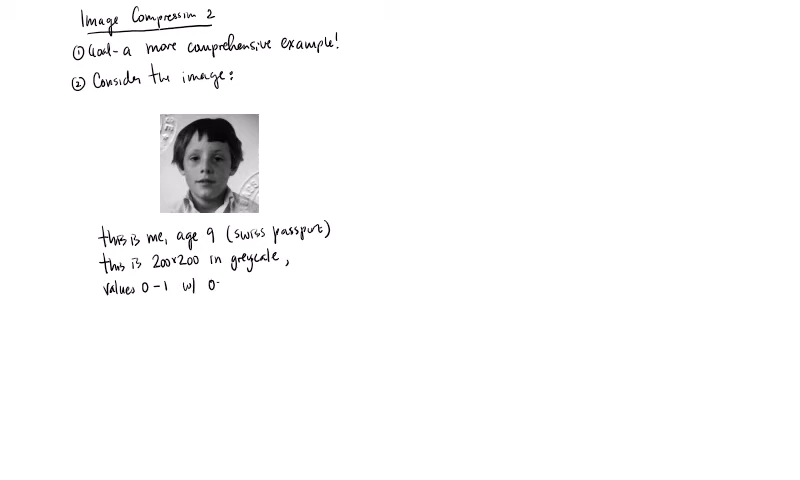 Image Compression 2
① Goal - a more comprehensive example!
② Consider the image:
this is me, age 9 (swiss passport)
this is 200x200 in greycale,
values 0-1 w/ 0-